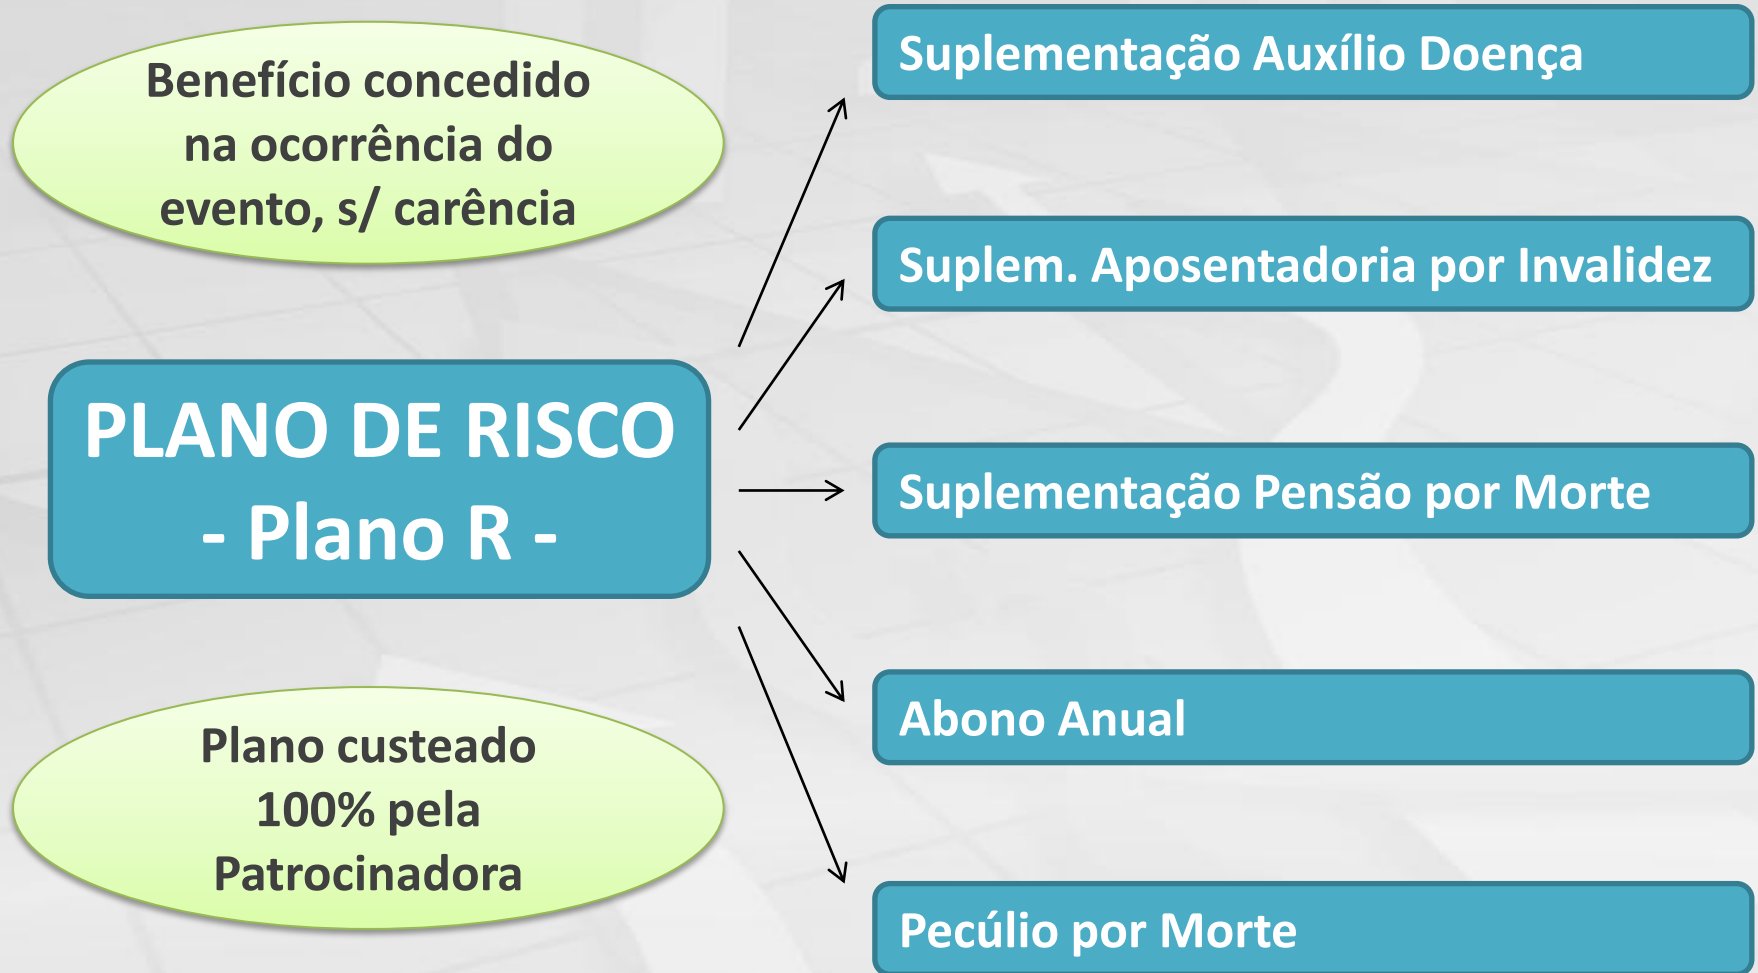 Benefício concedido
na ocorrência do
evento, s/ carência
PLANO DE RISCO
- Plano R -
Plano custeado
100% pela
Patrocinadora
Suplementação Auxílio Doença
Suplem. Aposentadoria por Invalidez
Suplementação Pensão por Morte
Abono Anual
Pecúlio por Morte